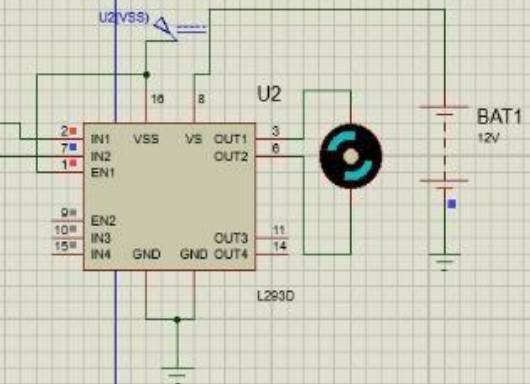 U2(VSS)
16
8
U2
2
IN1
VSS
VS
OUT1
3
7
IN2
OUT2
6
1
EN1
BAT1
12V
9
EN2
10
IN3
OUT3
11
15
IN4
GND
GND
OUT4
14
L293D